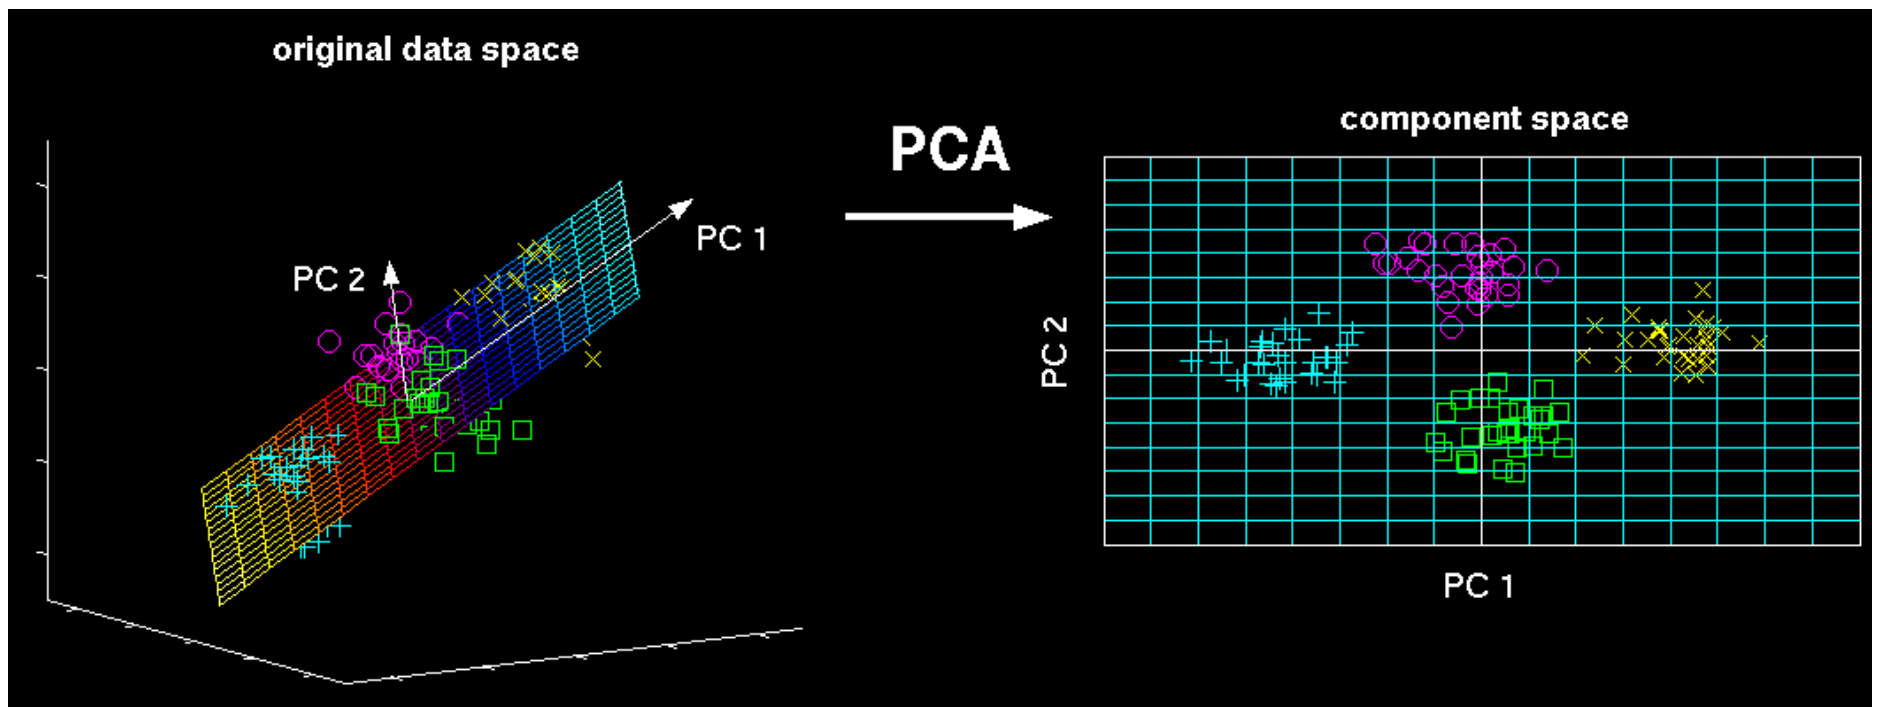 original data space
PC 1
PC 2
PCA
component space
PC 2
PC 1